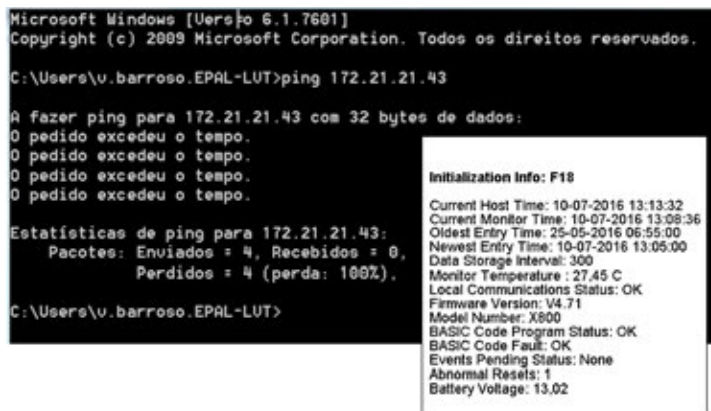 Microsoft Windows [Versão 6.1.7601]
Copyright (c) 2009 Microsoft Corporation. Todos os direitos reservados.
C:\Users\v.barroso.EPAL-LVT>ping 172.21.21.43
A fazer ping para 172.21.21.43 com 32 bytes de dados:
O pedido excedeu o tempo.
O pedido excedeu o tempo.
O pedido excedeu o tempo.
O pedido excedeu o tempo.
Estatísticas de ping para 172.21.21.43:
Pacotes: Enviados = 4, Recebidos = 0,
Perdidos = 4 (perda: 100%),
C:\Users\v.barroso.EPAL-LVT>
Initialization Info: F18
Current Host Time: 10-07-2016 13:13:32
Current Monitor Time: 10-07-2016 13:08:36
Oldest Entry Time: 25-05-2016 06:55:00
Newest Entry Time: 10-07-2016 13:05:00
Data Storage Interval: 300
Monitor Temperature : 27,45 C
Local Communications Status: OK
Firmware Version: V4.71
Model Number: X800
BASIC Code Program Status: OK
BASIC Code Fault: OK
Events Pending Status: None
Abnormal Resets: 1
Battery Voltage: 13,02